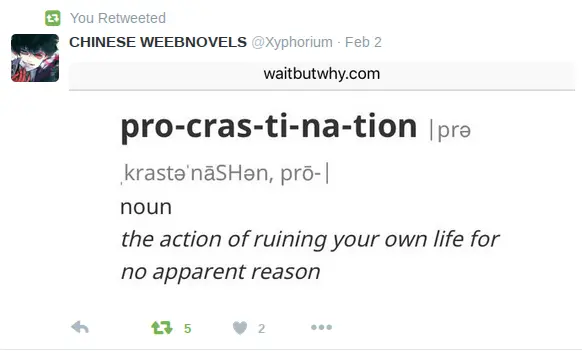 You Retweeted
CHINESE WEEBNOVELS @Xyphorium · Feb 2
waitbutwhy.com
pro-cras-ti-na-tion |prə
ˌkrastəˈnāSHən, prō-|
noun
the action of ruining your own life for
no apparent reason
5 2